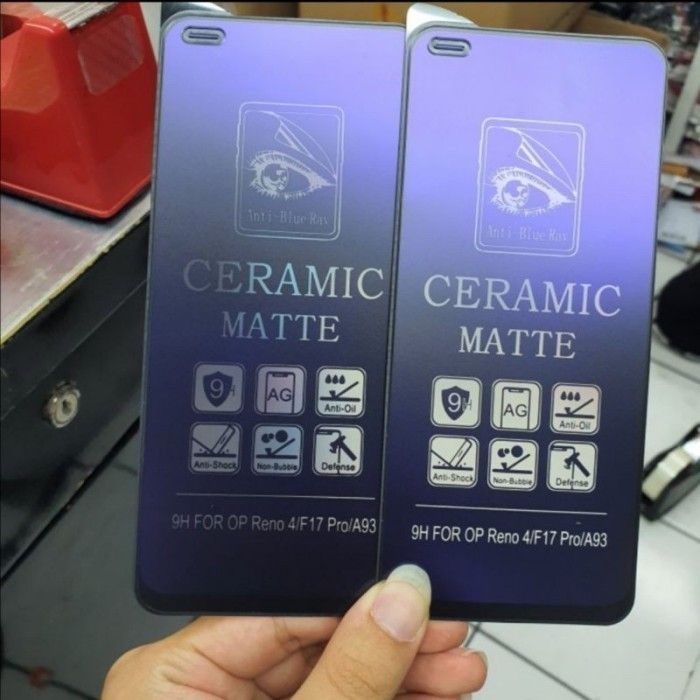 Anti-Blue Ray
CERAMIC
MATTE
9H
AG
Anti-Oil
Anti-Shock
Non-Bubble
Defense
9H FOR OP Reno 4/F17 Pro/A93
Anti-Blue Ray
CERAMIC
MATTE
9H
AG
Anti-Oil
Anti-Shock
Non-Bubble
Defense
9H FOR OP Reno 4/F17 Pro/A93